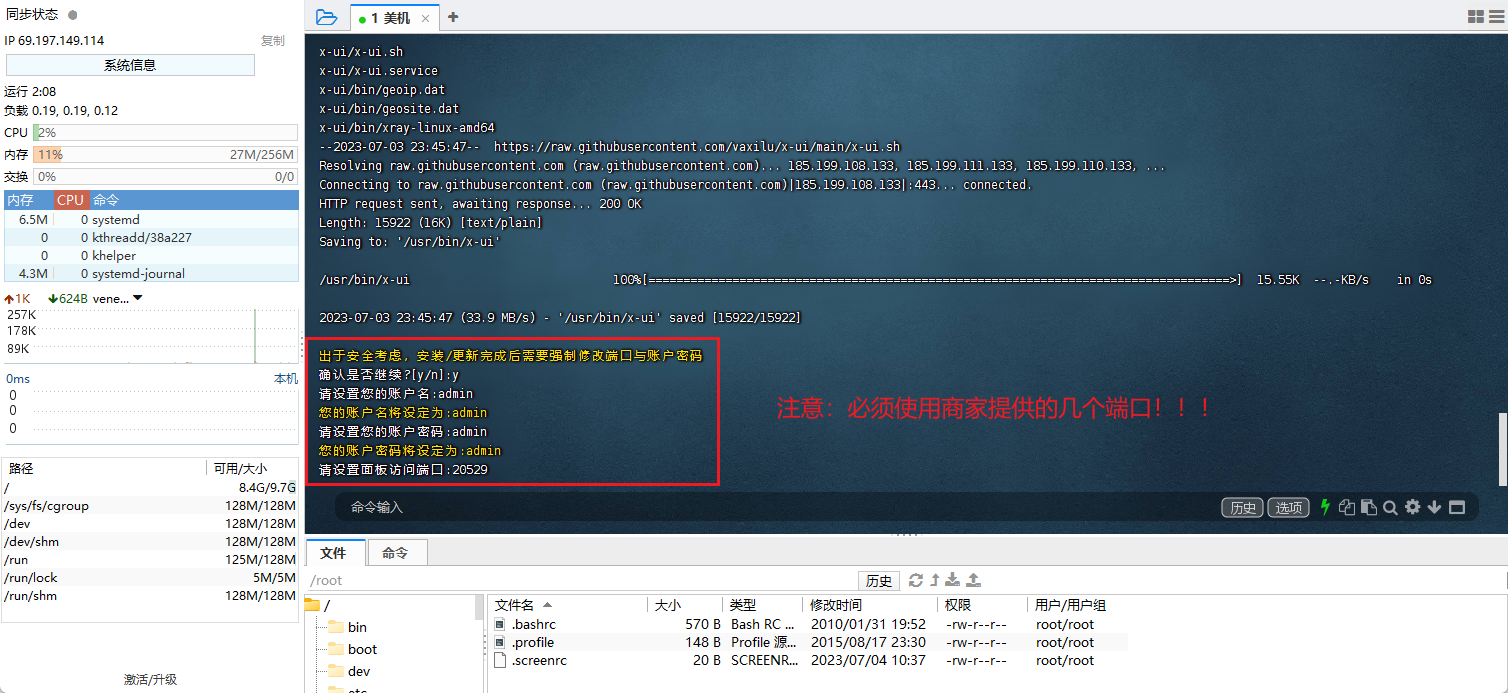 同步状态
IP 69.197.149.114 复制
系统信息
运行 2:08
负载 0.19, 0.19, 0.12
CPU 2%
内存 11% 27M/256M
交换 0% 0/0
内存 CPU 命令
6.5M 0 systemd
0 0 kthreadd/38a227
0 0 khelper
4.3M 0 systemd-journal
1K 624B vene...
257K
178K
89K
0ms 本机
0
0
0
路径 可用/大小
/ 8.4G/9.7G
/sys/fs/cgroup 128M/128M
/dev 128M/128M
/dev/shm 128M/128M
/run 125M/128M
/run/lock 5M/5M
/run/shm 128M/128M
激活/升级
1 美机 × +
x-ui/x-ui.sh
x-ui/x-ui.service
x-ui/bin/geoip.dat
x-ui/bin/geosite.dat
x-ui/bin/xray-linux-amd64
--2023-07-03 23:45:47-- https://raw.githubusercontent.com/vaxilu/x-ui/main/x-ui.sh
Resolving raw.githubusercontent.com (raw.githubusercontent.com)... 185.199.108.133, 185.199.111.133, 185.199.110.133, ...
Connecting to raw.githubusercontent.com (raw.githubusercontent.com)|185.199.108.133|:443... connected.
HTTP request sent, awaiting response... 200 OK
Length: 15922 (16K) [text/plain]
Saving to: '/usr/bin/x-ui'
/usr/bin/x-ui 100%[===================================================================================>] 15.55K --.-KB/s in 0s
2023-07-03 23:45:47 (33.9 MB/s) - '/usr/bin/x-ui' saved [15922/15922]
出于安全考虑，安装/更新完成后需要强制修改端口与账户密码
确认是否继续?[y/n]:y
请设置您的账户名:admin
您的账户名将设定为:admin
请设置您的账户密码:admin
您的账户密码将设定为:admin
请设置面板访问端口:20529
注意：必须使用商家提供的几个端口！！！
命令输入 历史 选项
文件 命令
/root 历史
/
bin
boot
dev
etc
文件名 大小 类型 修改时间 权限 用户/用户组
.bashrc 570 B Bash RC ... 2010/01/31 19:52 -rw-r--r-- root/root
.profile 148 B Profile 源... 2015/08/17 23:30 -rw-r--r-- root/root
.screenrc 20 B SCREENR... 2023/07/04 10:37 -rw-r--r-- root/root